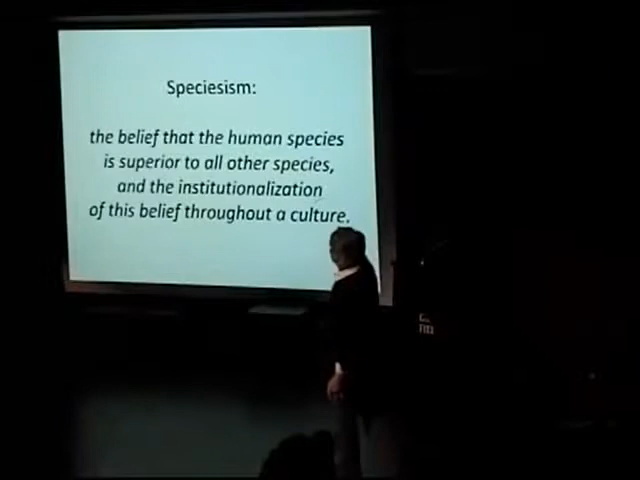 Speciesism:
the belief that the human species
is superior to all other species,
and the institutionalization
of this belief throughout a culture.